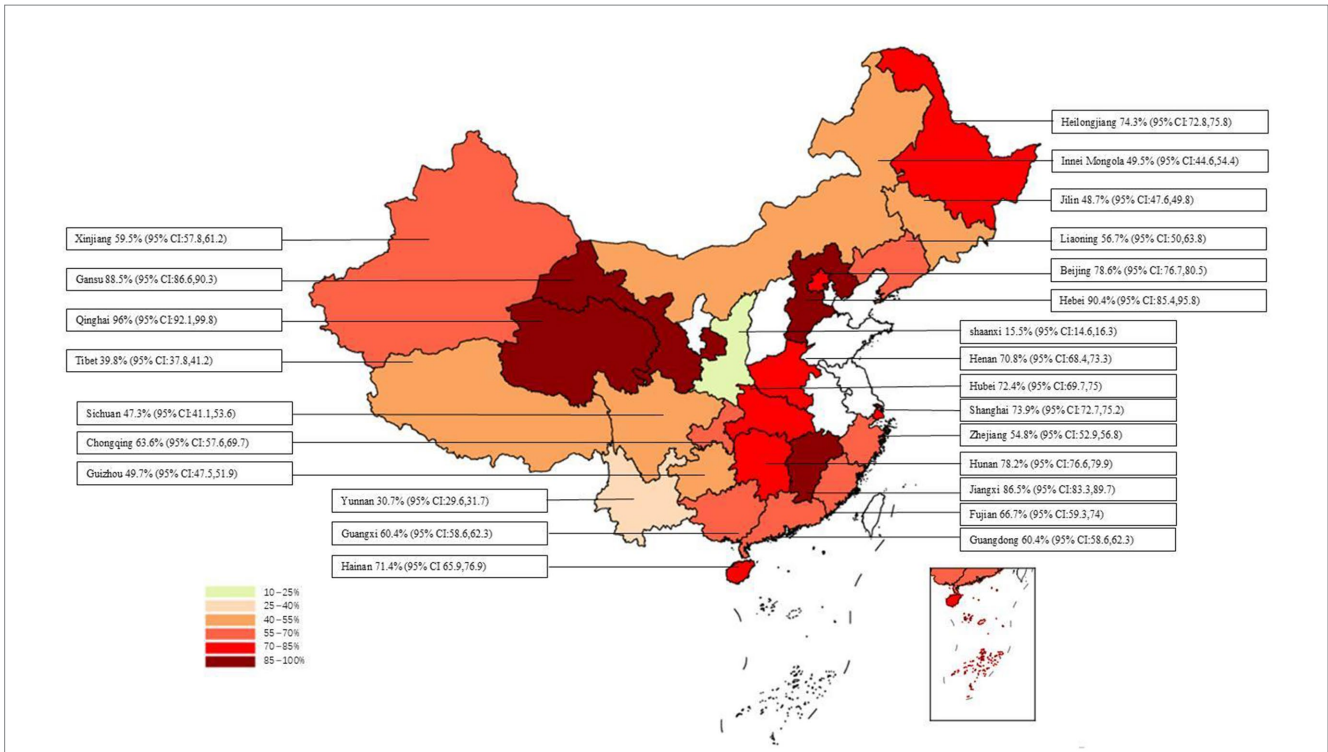 Heilongjiang 74.3% (95% CI:72.8,75.8)
Innei Mongola 49.5% (95% CI:44.6,54.4)
Jilin 48.7% (95% CI:47.6,49.8)
Liaoning 56.7% (95% CI:50,63.8)
Beijing 78.6% (95% CI:76.7,80.5)
Hebei 90.4% (95% CI:85.4,95.8)
shaanxi 15.5% (95% CI:14.6,16.3)
Henan 70.8% (95% CI:68.4,73.3)
Hubei 72.4% (95% CI:69.7,75)
Shanghai 73.9% (95% CI:72.7,75.2)
Zhejiang 54.8% (95% CI:52.9,56.8)
Hunan 78.2% (95% CI:76.6,79.9)
Jiangxi 86.5% (95% CI:83.3,89.7)
Fujian 66.7% (95% CI:59.3,74)
Guangdong 60.4% (95% CI:58.6,62.3)
Xinjiang 59.5% (95% CI:57.8,61.2)
Gansu 88.5% (95% CI:86.6,90.3)
Qinghai 96% (95% CI:92.1,99.8)
Tibet 39.8% (95% CI:37.8,41.2)
Sichuan 47.3% (95% CI:41.1,53.6)
Chongqing 63.6% (95% CI:57.6,69.7)
Guizhou 49.7% (95% CI:47.5,51.9)
Yunnan 30.7% (95% CI:29.6,31.7)
Guangxi 60.4% (95% CI:58.6,62.3)
Hainan 71.4% (95% CI 65.9,76.9)
10-25%
25-40%
40-55%
55-70%
70-85%
85-100%